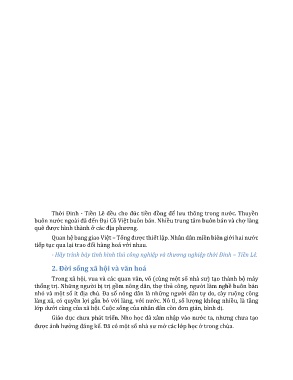 Thời Đinh - Tiền Lê đều cho đúc tiền đồng để lưu thông trong nước. Thuyền
buôn nước ngoài đã đến Đại Cồ Việt buôn bán. Nhiều trung tâm buôn bán và chợ làng
quê được hình thành ở các địa phương.
Quan hệ bang giao Việt – Tống được thiết lập. Nhân dân miền biên giới hai nước
tiếp tục qua lại trao đổi hàng hoá với nhau.
- Hãy trình bày tình hình thủ công nghiệp và thương nghiệp thời Đinh – Tiền Lê.
2. Đời sống xã hội và văn hoá
Trong xã hội, vua và các quan văn, võ (cùng một số nhà sư) tạo thành bộ máy
thống trị. Những người bị trị gồm nông dân, thợ thủ công, người làm nghề buôn bán
nhỏ và một số ít địa chủ. Đa số nông dân là những người dân tự do, cày ruộng công
làng xã, có quyền lợi gắn bó với làng, với nước. Nô tì, số lượng không nhiều, là tầng
lớp dưới cùng của xã hội. Cuộc sống của nhân dân còn đơn giản, bình dị.
Giáo dục chưa phát triển. Nho học đã xâm nhập vào nước ta, nhưng chưa tạo
được ảnh hưởng đáng kể. Đã có một số nhà sư mở các lớp học ở trong chùa.